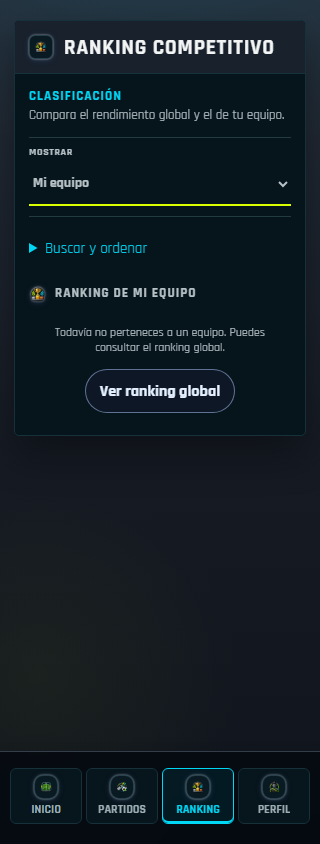 RANKING COMPETITIVO
CLASIFICACIÓN
Compara el rendimiento global y el de tu equipo.
MOSTRAR
Mi equipo
Buscar y ordenar
RANKING DE MI EQUIPO
Todavía no perteneces a un equipo. Puedes
consultar el ranking global.
Ver ranking global
INICIO
PARTIDOS
RANKING
PERFIL